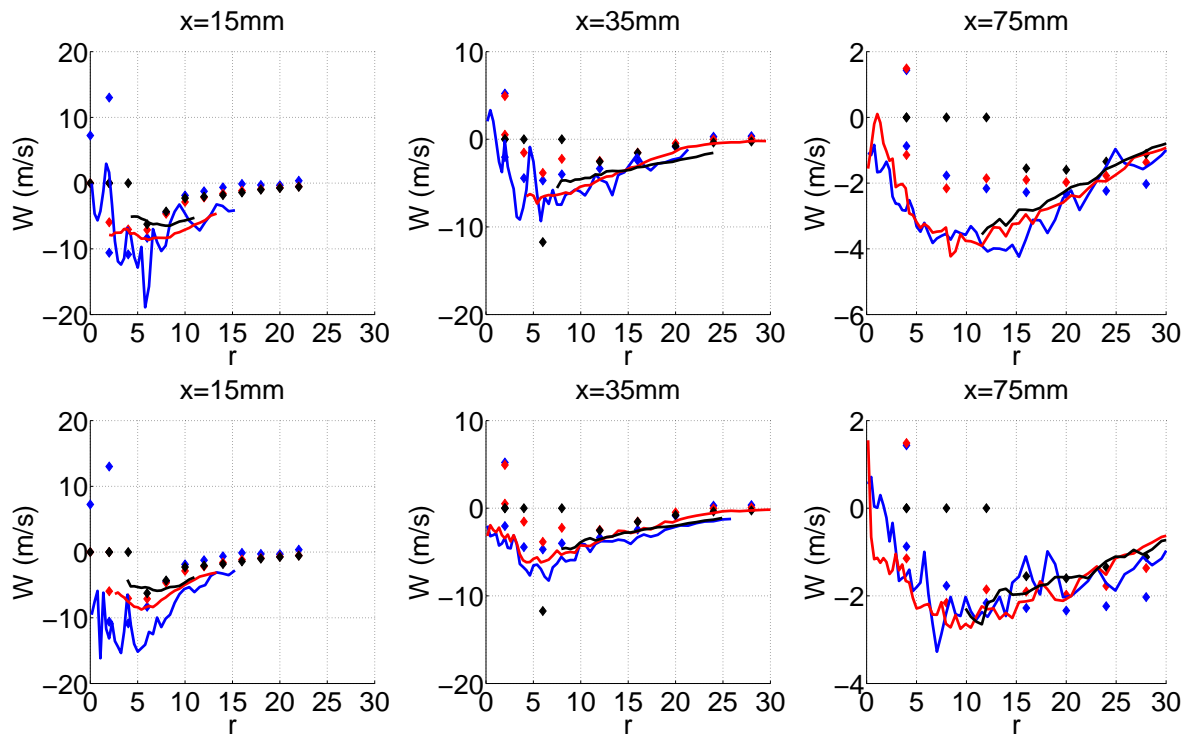 x=15mm x=35mm x=75mm
20 10 2
10 5 0
0 0 −2
−10 −5 −4
−20 −10 −6
W (m/s) W (m/s) W (m/s)
0 5 10 15 20 25 30 0 5 10 15 20 25 30 0 5 10 15 20 25 30
r r r
x=15mm x=35mm x=75mm
20 20 2
10 10 0
0 0 −2
−10 −10 −4
−20 −20
W (m/s) W (m/s) W (m/s)
0 5 10 15 20 25 30 0 5 10 15 20 25 30 0 5 10 15 20 25 30
r r r